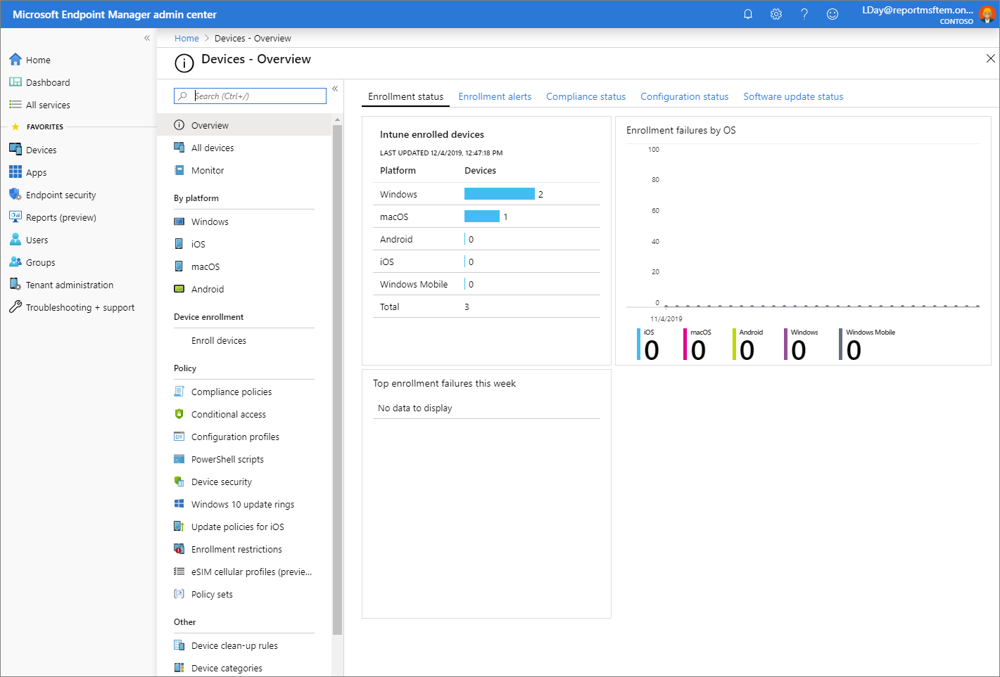 Microsoft Endpoint Manager admin center
LDay@reportmsftem.on...
CONTOSO
Home
Dashboard
All services
FAVORITES
Devices
Apps
Endpoint security
Reports (preview)
Users
Groups
Tenant administration
Troubleshooting + support
Home > Devices - Overview
Devices - Overview
Search (Ctrl+/)
Overview
All devices
Monitor
By platform
Windows
iOS
macOS
Android
Device enrollment
Enroll devices
Policy
Compliance policies
Conditional access
Configuration profiles
PowerShell scripts
Device security
Windows 10 update rings
Update policies for iOS
Enrollment restrictions
eSIM cellular profiles (previe...
Policy sets
Other
Device clean-up rules
Device categories
Enrollment status Enrollment alerts Compliance status Configuration status Software update status
Intune enrolled devices
LAST UPDATED 12/4/2019, 12:47:18 PM
Platform Devices
Windows 2
macOS 1
Android 0
iOS 0
Windows Mobile 0
Total 3
Enrollment failures by OS
100
80
60
40
20
0
11/4/2019
iOS macOS Android Windows Windows Mobile
0 0 0 0 0
Top enrollment failures this week
No data to display